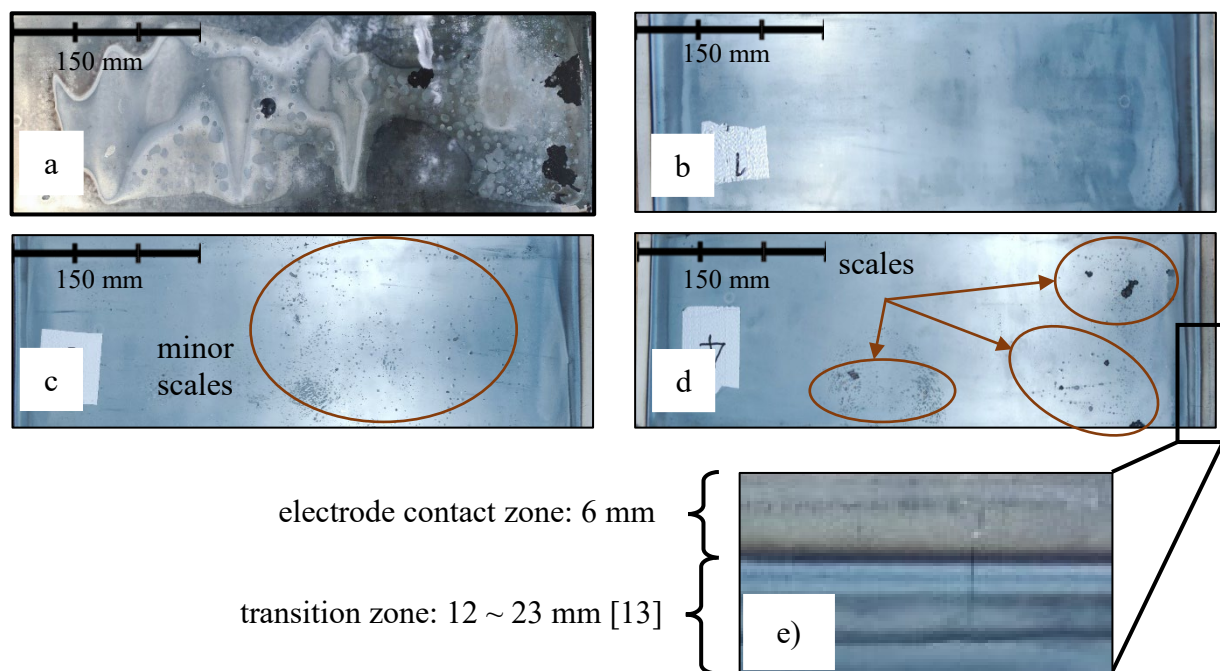 150 mm
a
150 mm
b
150 mm
minor
scales
c
150 mm
scales
4
d
electrode contact zone: 6 mm
transition zone: 12 ~ 23 mm [13]
e)